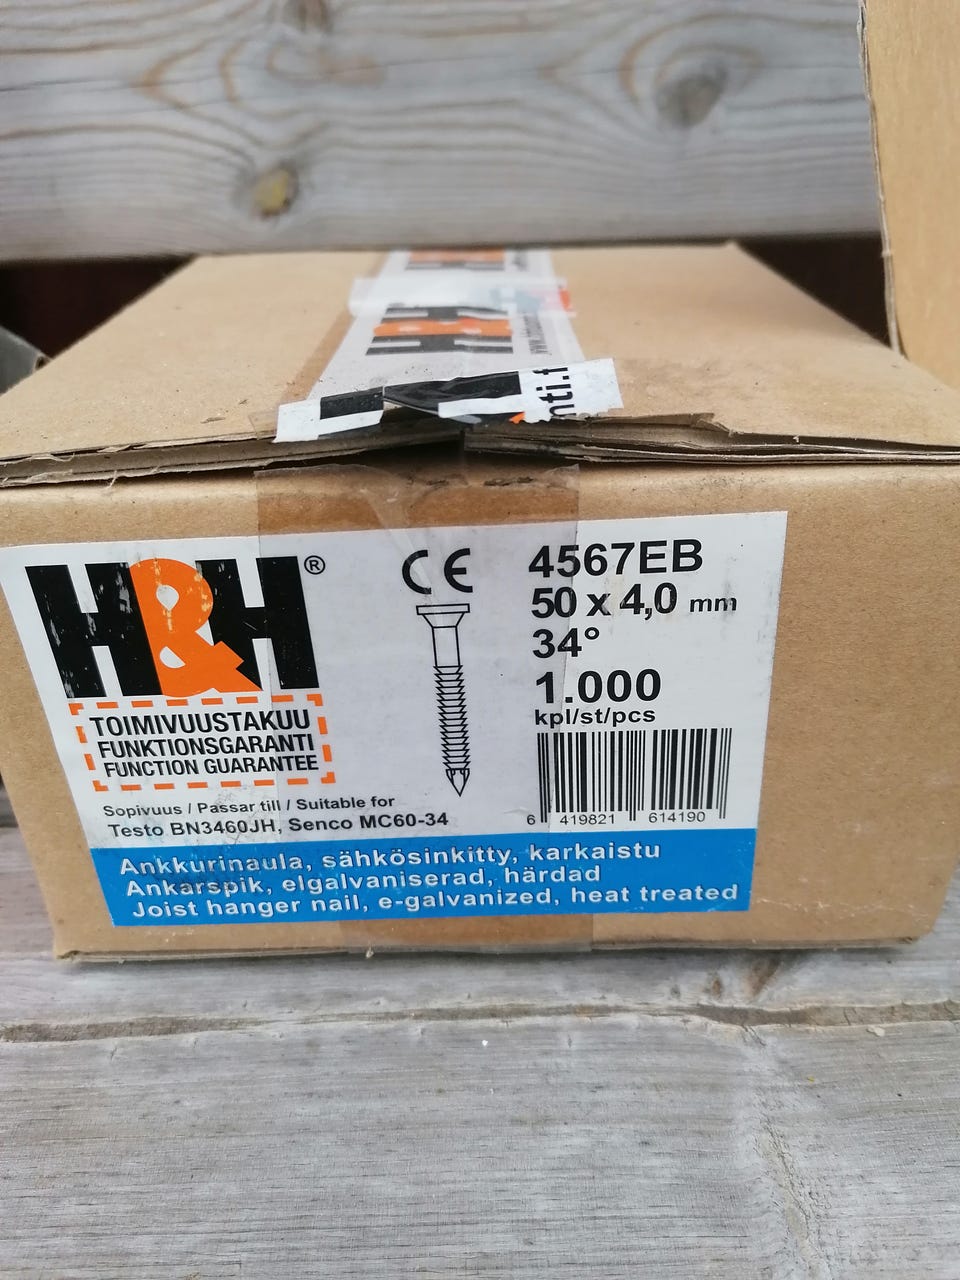 H&H
nti.f
H&H®
TOIMIVUUSTAKUU
FUNKTIONSGARANTI
FUNCTION GUARANTEE
Sopivuus / Passar till / Suitable for
Testo BN3460JH, Senco MC60-34
CE
4567EB
50 x 4,0 mm
34°
1.000
kpl/st/pcs
6 419821 614190
Ankkurinaula, sähkösinkitty, karkaistu
Ankarspik, elgalvaniserad, härdad
Joist hanger nail, e-galvanized, heat treated